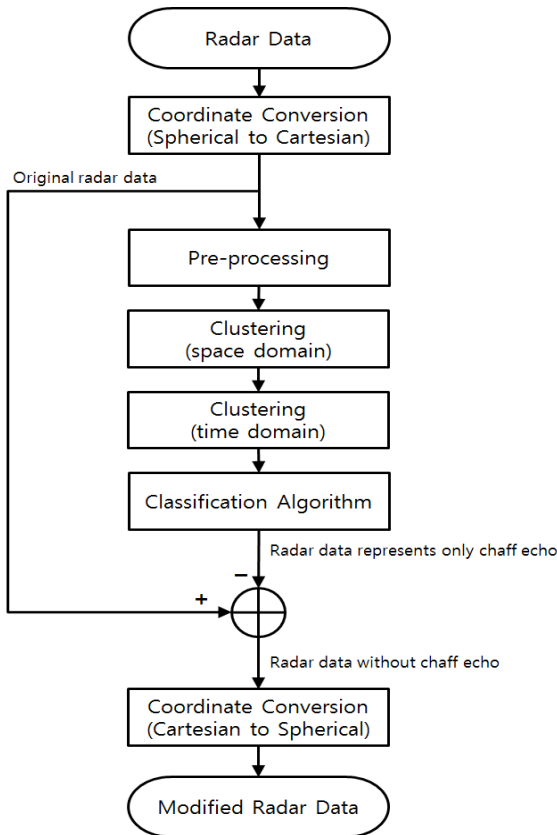 Radar Data
Coordinate Conversion
(Spherical to Cartesian)
Original radar data
Pre-processing
Clustering
(space domain)
Clustering
(time domain)
Classification Algorithm
Radar data represents only chaff echo
−
+
Radar data without chaff echo
Coordinate Conversion
(Cartesian to Spherical)
Modified Radar Data